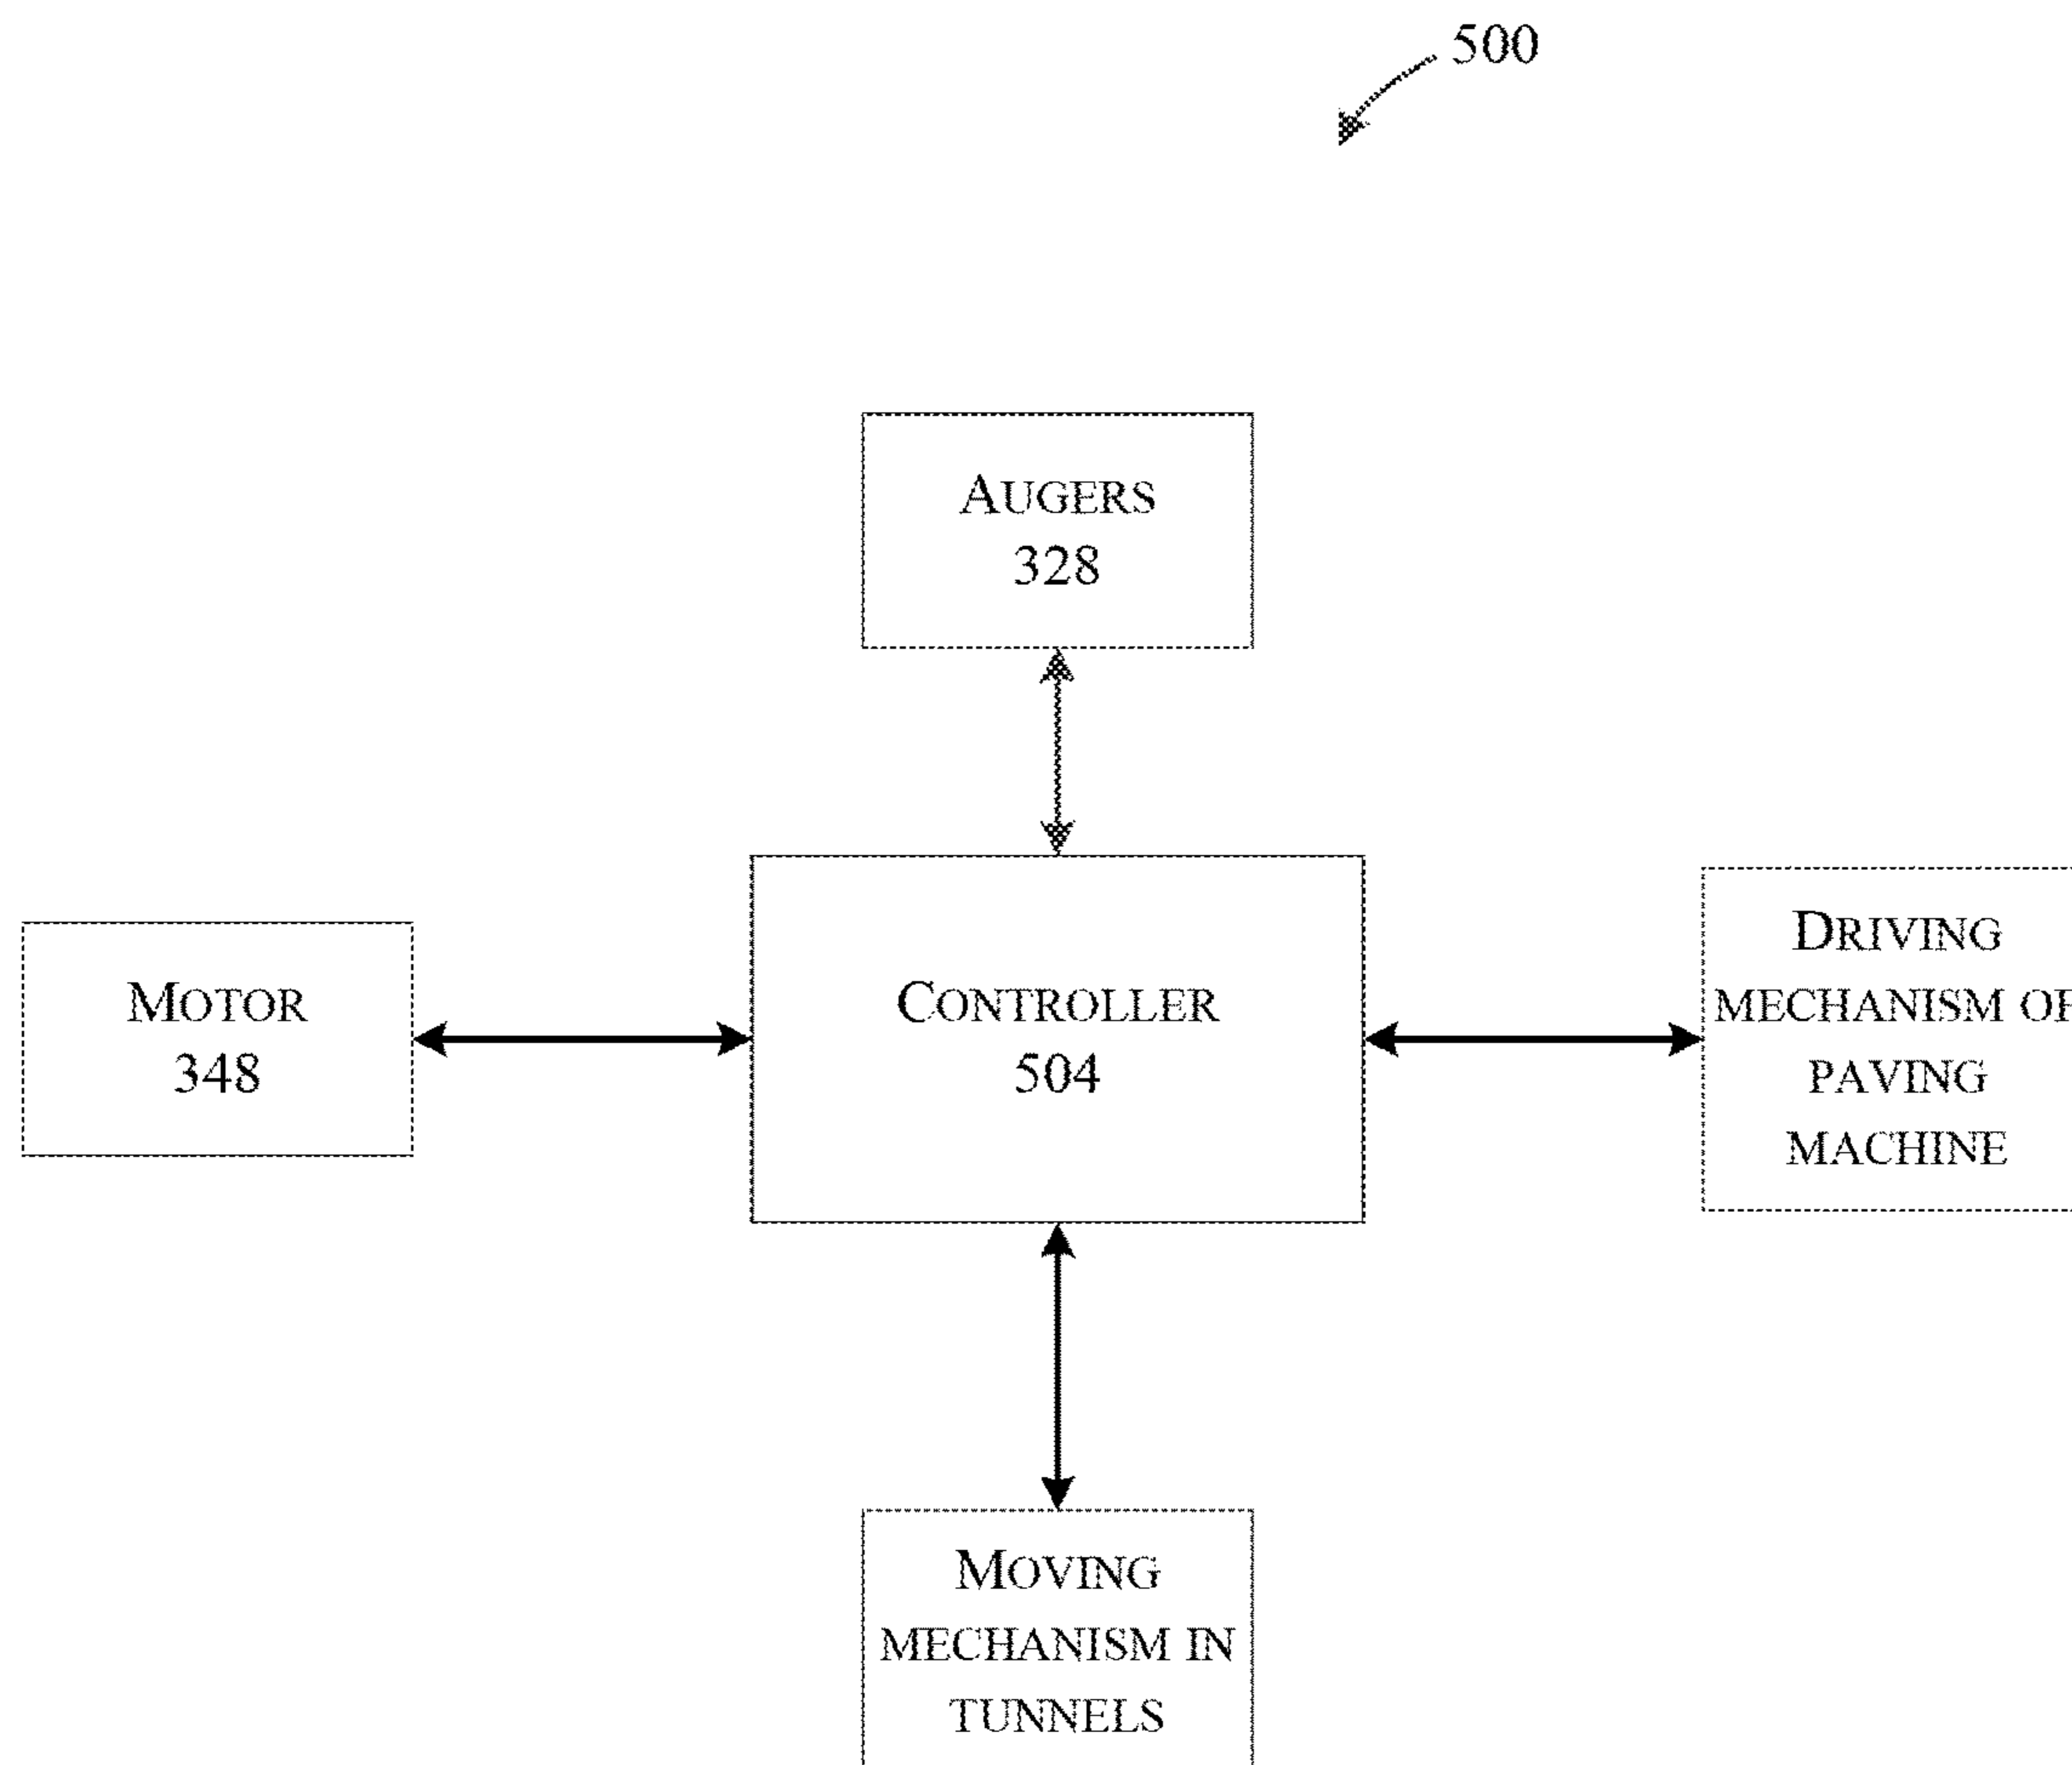 500
AUGERS
328
MOTOR
348
CONTROLLER
504
DRIVING
MECHANISM OF
PAVING
MACHINE
MOVING
MECHANISM IN
TUNNELS